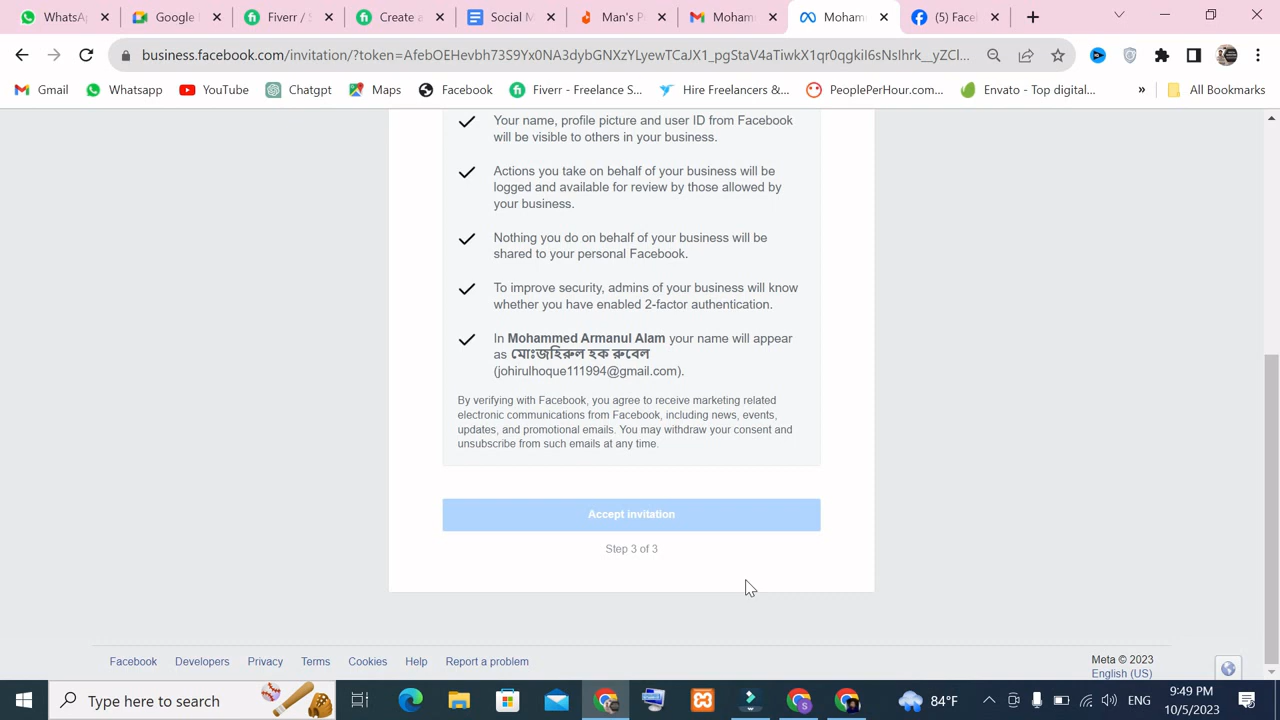 WhatsA
Google
Fiverr / S
Create a
Social M
Man's P
Moham
Moham
(5) Face
business.facebook.com/invitation/?token=AfebOEHevbh73S9Yx0NA3dybGNXzYLyewTCaJX1_pgStaV4aTiwkX1qr0qgkiI6sNsIhrk__yZCl...
Gmail
Whatsapp
YouTube
Chatgpt
Maps
Facebook
Fiverr - Freelance S...
Hire Freelancers &...
PeoplePerHour.com...
Envato - Top digital...
»
All Bookmarks
Your name, profile picture and user ID from Facebook
will be visible to others in your business.
Actions you take on behalf of your business will be
logged and available for review by those allowed by
your business.
Nothing you do on behalf of your business will be
shared to your personal Facebook.
To improve security, admins of your business will know
whether you have enabled 2-factor authentication.
In Mohammed Armanul Alam your name will appear
as মোঃজহিরুল হক রুবেল
(johirulhoque111994@gmail.com).
By verifying with Facebook, you agree to receive marketing related
electronic communications from Facebook, including news, events,
updates, and promotional emails. You may withdraw your consent and
unsubscribe from such emails at any time.
Accept invitation
Step 3 of 3
Facebook
Developers
Privacy
Terms
Cookies
Help
Report a problem
Meta © 2023
English (US)
Type here to search
84°F
ENG
9:49 PM
10/5/2023